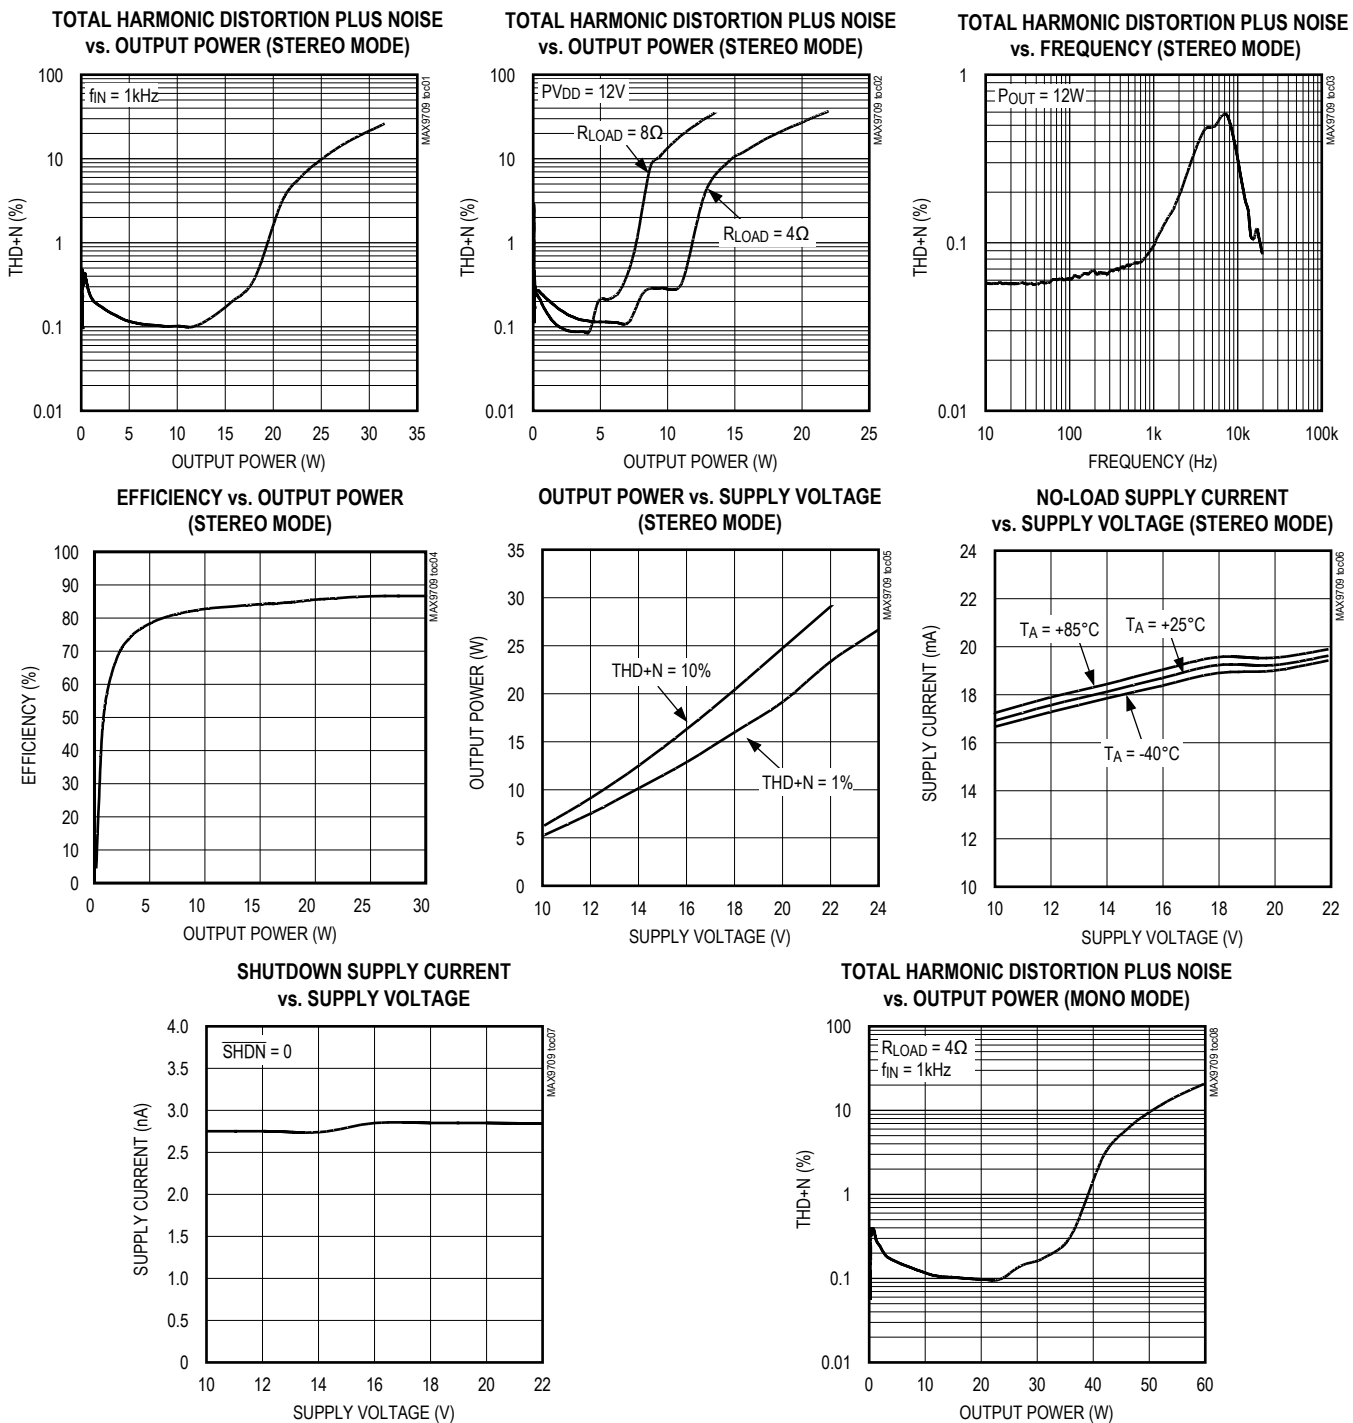 TOTAL HARMONIC DISTORTION PLUS NOISE
vs. OUTPUT POWER (STEREO MODE)
100
10
1
0.1
0.01
THD+N (%)
fIN = 1kHz
MAX9709 toc01
0 5 10 15 20 25 30 35
OUTPUT POWER (W)
TOTAL HARMONIC DISTORTION PLUS NOISE
vs. OUTPUT POWER (STEREO MODE)
100
10
1
0.1
0.01
THD+N (%)
PVDD = 12V
RLOAD = 8Ω
RLOAD = 4Ω
MAX9709 toc02
0 5 10 15 20 25
OUTPUT POWER (W)
TOTAL HARMONIC DISTORTION PLUS NOISE
vs. FREQUENCY (STEREO MODE)
1
0.1
0.01
THD+N (%)
POUT = 12W
MAX9709 toc03
10 100 1k 10k 100k
FREQUENCY (Hz)
EFFICIENCY vs. OUTPUT POWER
(STEREO MODE)
100
90
80
70
60
50
40
30
20
10
0
EFFICIENCY (%)
MAX9709 toc04
0 5 10 15 20 25 30
OUTPUT POWER (W)
OUTPUT POWER vs. SUPPLY VOLTAGE
(STEREO MODE)
35
30
25
20
15
10
5
0
OUTPUT POWER (W)
THD+N = 10%
THD+N = 1%
MAX9709 toc05
10 12 14 16 18 20 22 24
SUPPLY VOLTAGE (V)
NO-LOAD SUPPLY CURRENT
vs. SUPPLY VOLTAGE (STEREO MODE)
24
22
20
18
16
14
12
10
SUPPLY CURRENT (mA)
TA = +85°C
TA = +25°C
TA = -40°C
MAX9709 toc06
10 12 14 16 18 20 22
SUPPLY VOLTAGE (V)
SHUTDOWN SUPPLY CURRENT
vs. SUPPLY VOLTAGE
4.0
3.5
3.0
2.5
2.0
1.5
1.0
0.5
0
SUPPLY CURRENT (nA)
SHDN = 0
MAX9709 toc07
10 12 14 16 18 20 22
SUPPLY VOLTAGE (V)
TOTAL HARMONIC DISTORTION PLUS NOISE
vs. OUTPUT POWER (MONO MODE)
100
10
1
0.1
0.01
THD+N (%)
RLOAD = 4Ω
fIN = 1kHz
MAX9709 toc08
0 10 20 30 40 50 60
OUTPUT POWER (W)